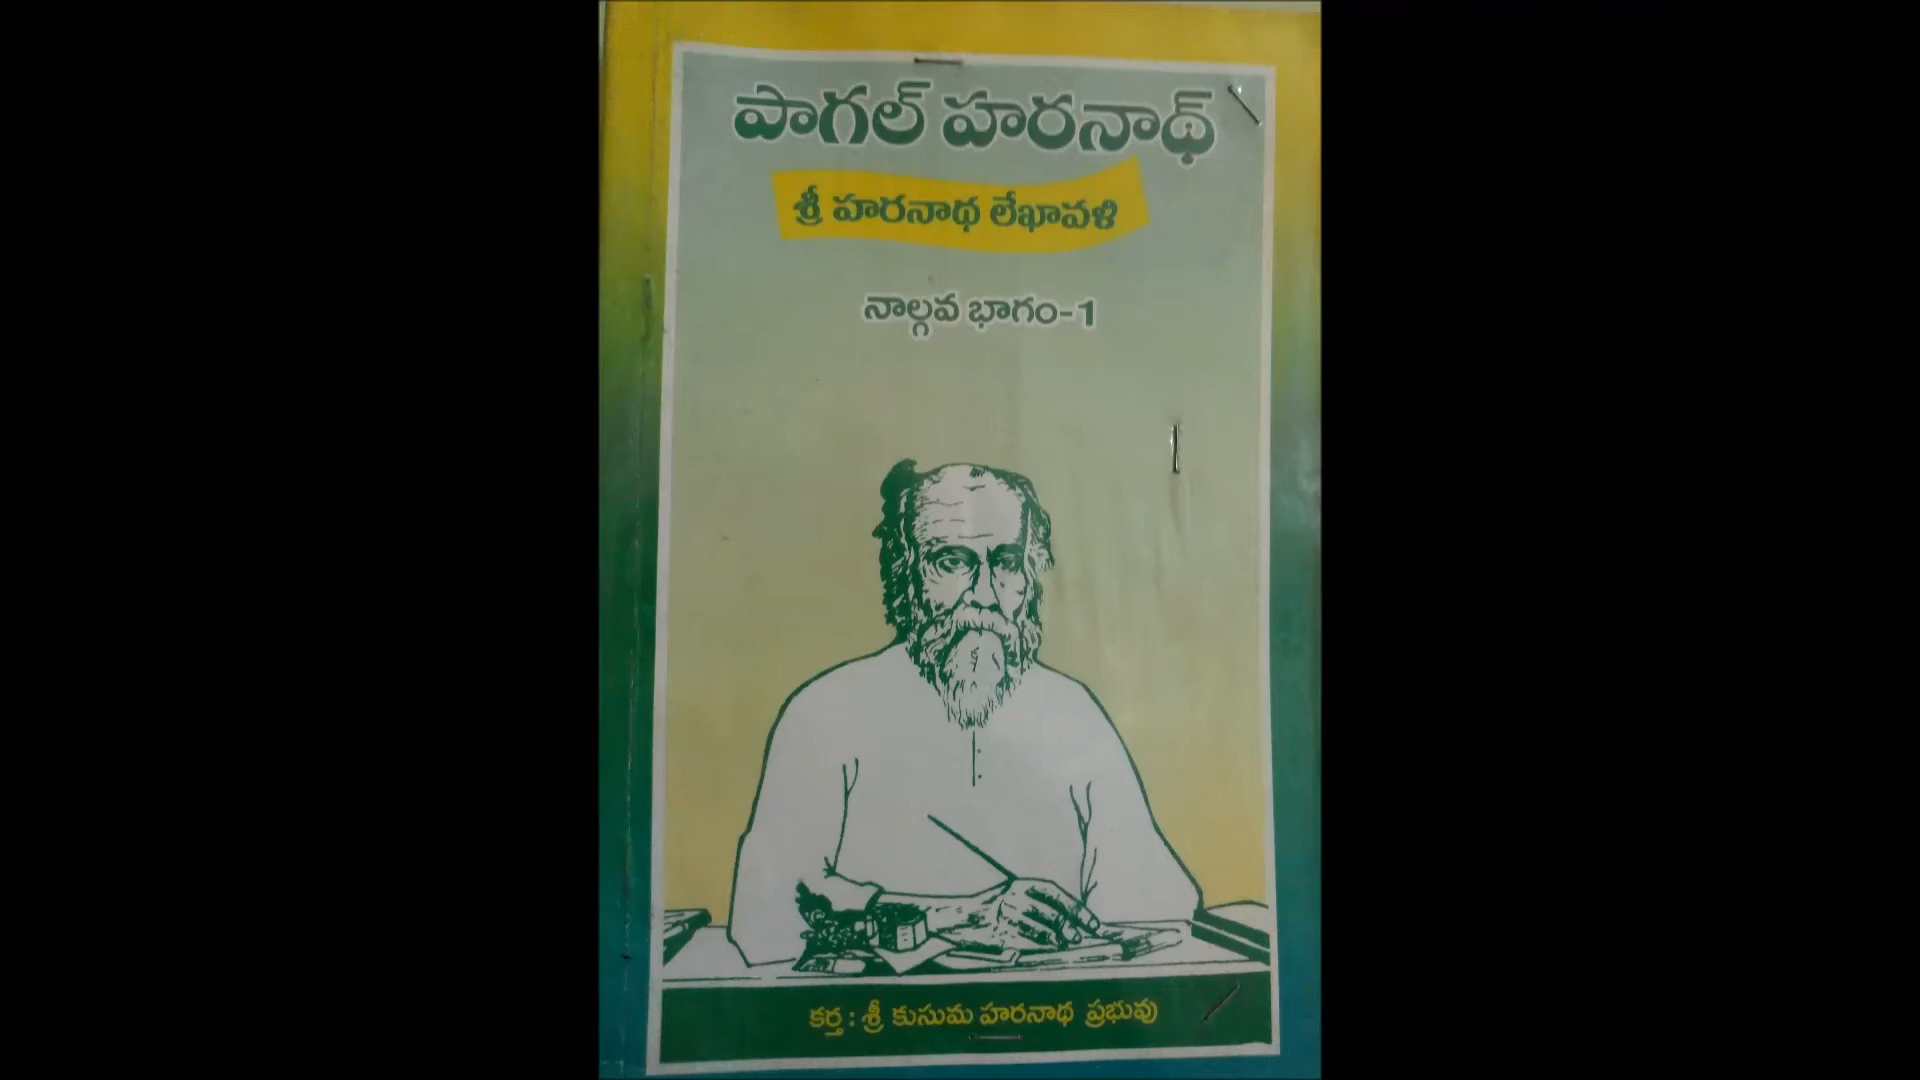 పాగల్ హరనాథ్
శ్రీ హరనాథ లేఖావళి
నాల్గవ భాగం-1
కర్త : శ్రీ కుసుమ హరనాథ ప్రభువు